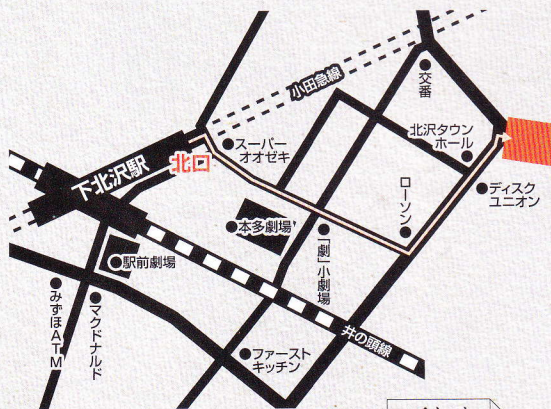 小田急線
交番
北沢タウン
ホール
スーパー
オオゼキ
下北沢駅
北口
ディスク
ユニオン
ローソン
本多劇場
「劇」小劇場
駅前劇場
みずほATM
マクドナルド
井の頭線
ファースト
キッチン